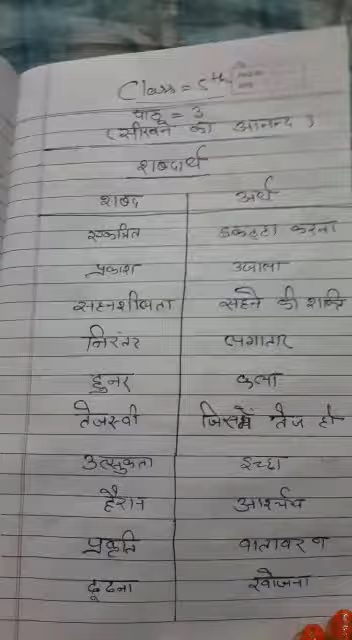 Class = 5th
पाठ = 3
(सीखने का आनन्द)
शब्दार्थ
शब्द अर्थ
एकत्रित इकट्ठा करना
प्रकाश उजाला
सहनशीलता सहने की शक्ति
निरंतर लगातार
हुनर कला
तेजस्वी जिसमें तेज हो
उत्सुकता इच्छा
हैरान आश्चर्य
प्रकृति वातावरण
ढूढना खोजना